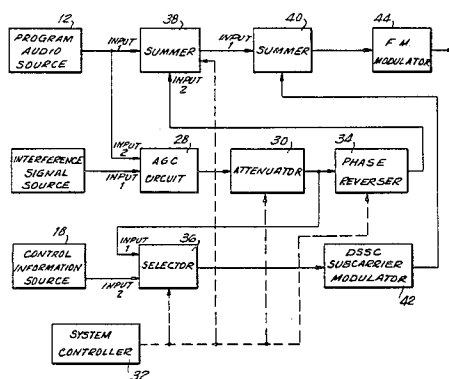 12
PROGRAM
AUDIO
SOURCE
INPUT
1
38
SUMMER
INPUT
2
INPUT
1
40
SUMMER
44
F. M.
MODULATOR
INTERFERENCE
SIGNAL SOURCE
INPUT
2
INPUT
1
28
AGC
CIRCUIT
30
ATTENUATOR
34
PHASE
REVERSER
18
CONTROL
INFORMATION
SOURCE
INPUT
1
INPUT
2
36
SELECTOR
DSSC
SUBCARRIER
MODULATOR
42
SYSTEM
CONTROLLER
32